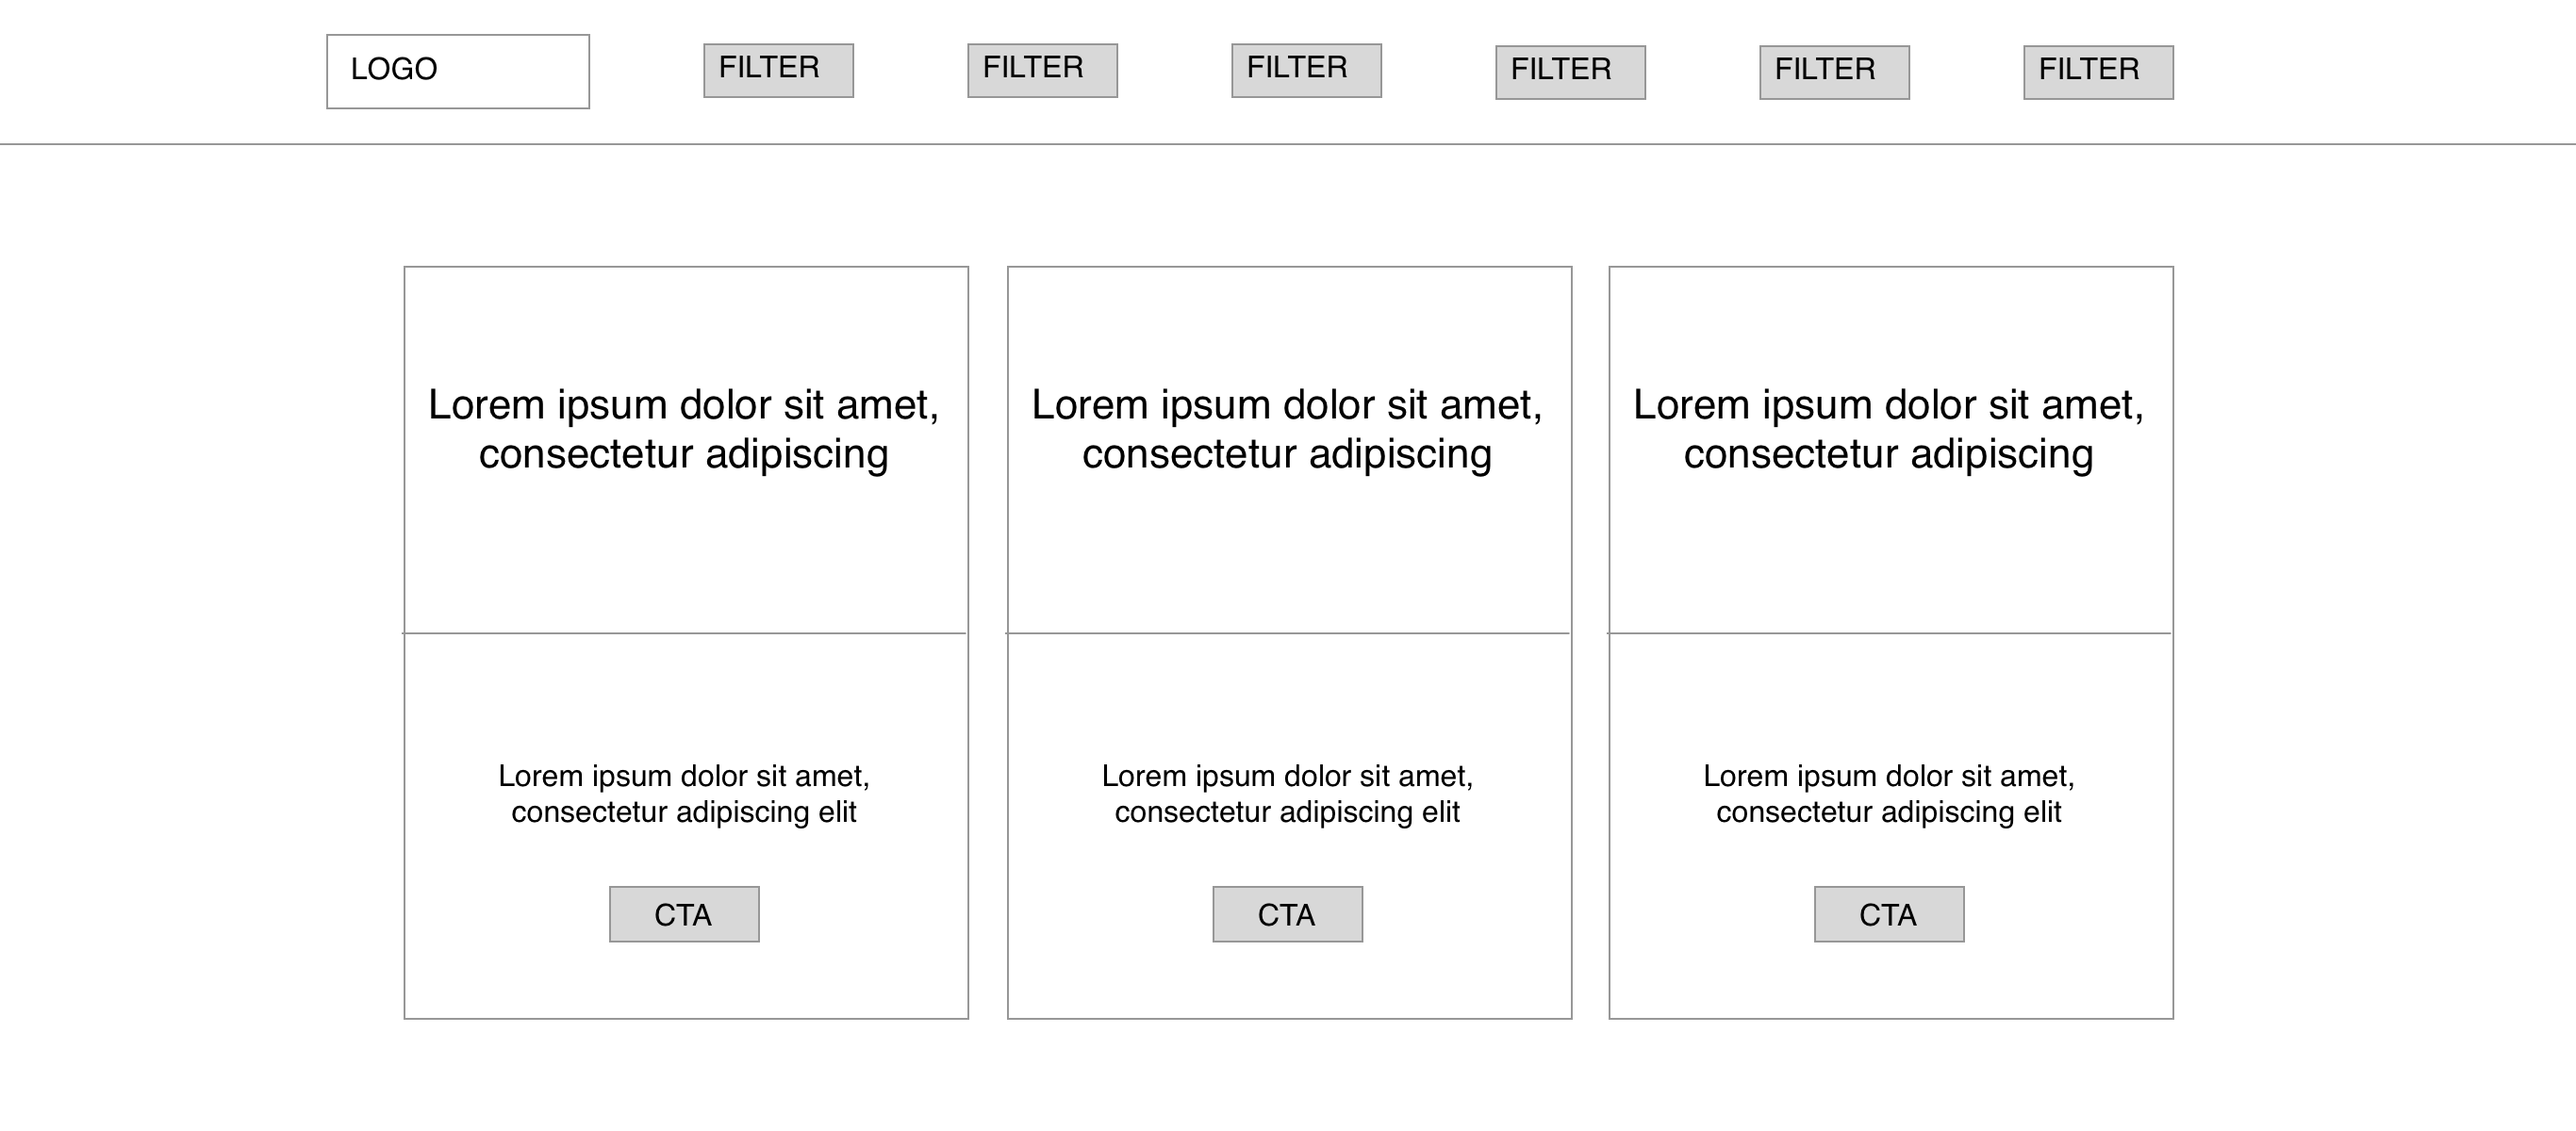 LOGO
FILTER
FILTER
FILTER
FILTER
FILTER
FILTER
Lorem ipsum dolor sit amet,
consectetur adipiscing
Lorem ipsum dolor sit amet,
consectetur adipiscing elit
CTA
Lorem ipsum dolor sit amet,
consectetur adipiscing
Lorem ipsum dolor sit amet,
consectetur adipiscing elit
CTA
Lorem ipsum dolor sit amet,
consectetur adipiscing
Lorem ipsum dolor sit amet,
consectetur adipiscing elit
CTA